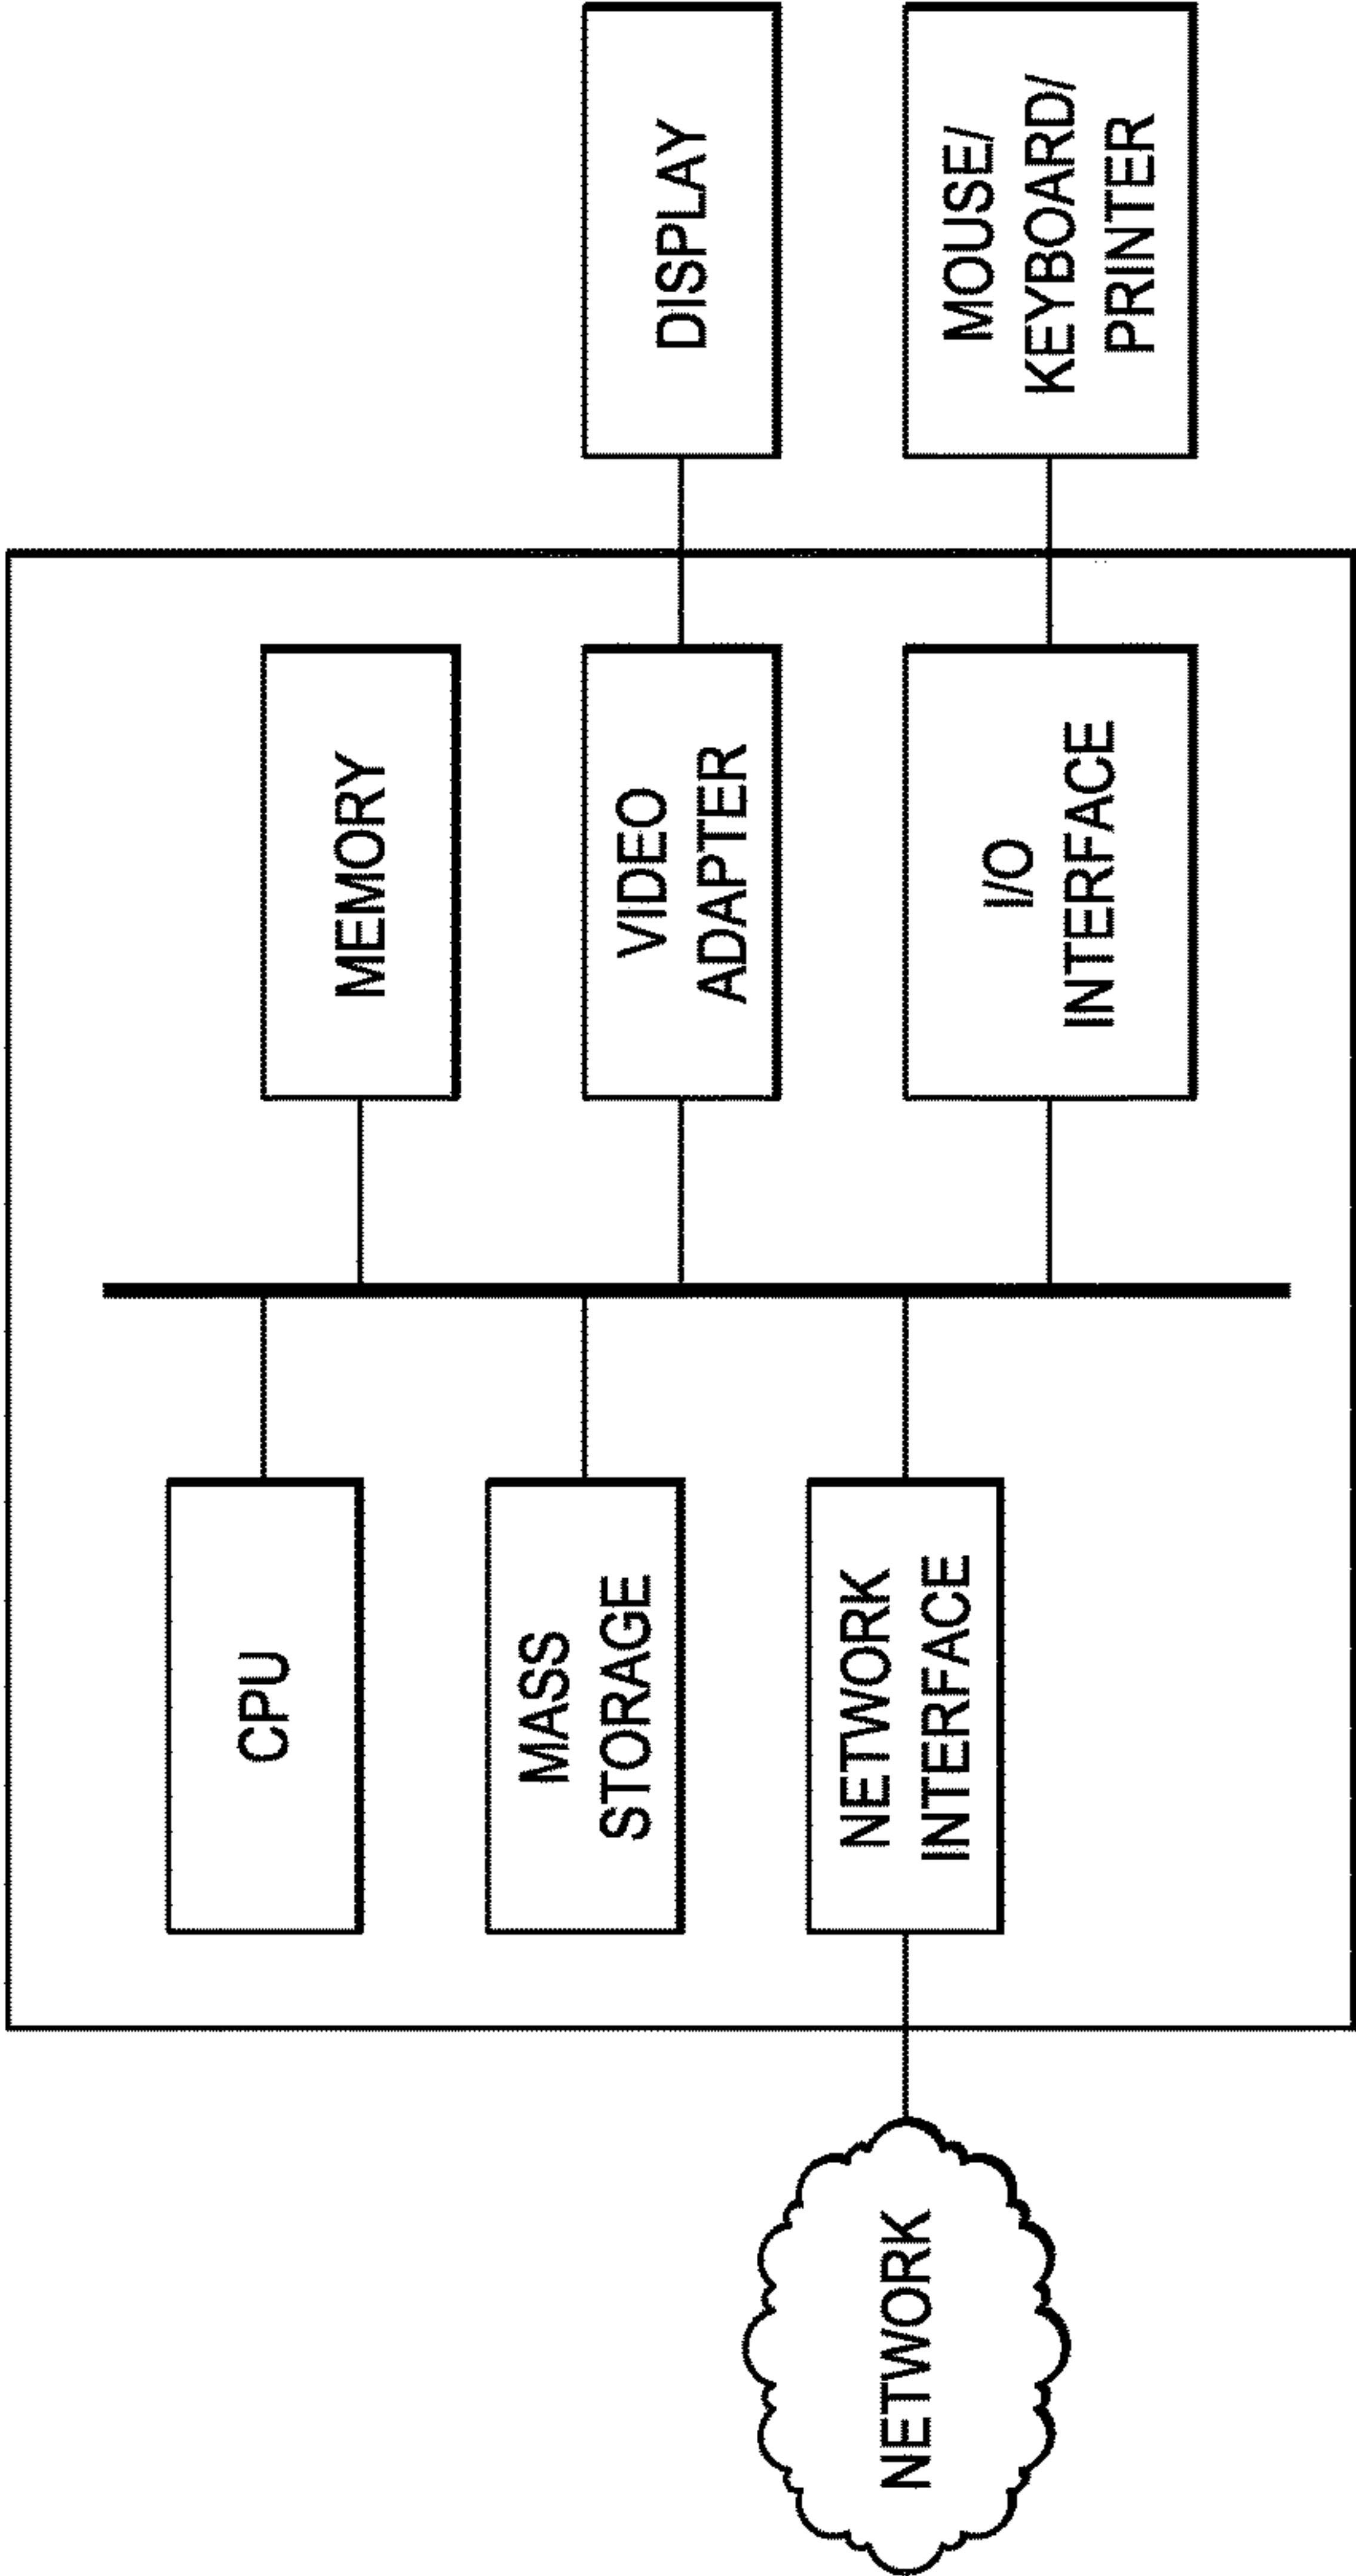 CPU
MEMORY
MASS
STORAGE
VIDEO
ADAPTER
DISPLAY
NETWORK
NETWORK
INTERFACE
I/O
INTERFACE
MOUSE/
KEYBOARD/
PRINTER